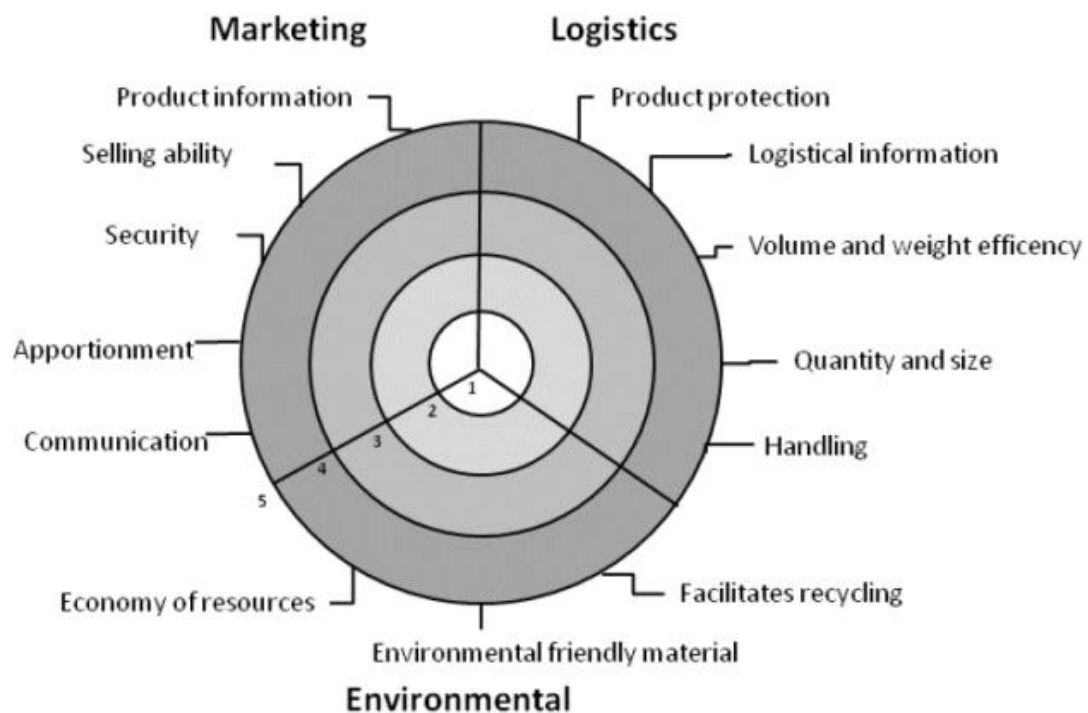 Marketing
Logistics
Product information
Product protection
Selling ability
Logistical information
Security
Volume and weight efficency
Apportionment
Quantity and size
Communication
Handling
1
2
3
4
5
Economy of resources
Facilitates recycling
Environmental friendly material
Environmental